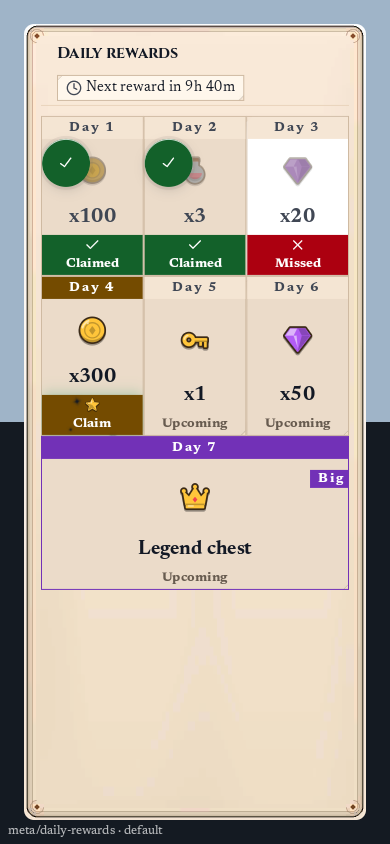 Daily rewards
Next reward in 9h 40m
Day 1
Day 2
Day 3
x100
x3
x20
Claimed
Claimed
Missed
Day 4
Day 5
Day 6
x300
x1
x50
Claim
Upcoming
Upcoming
Day 7
Big
Legend chest
Upcoming
meta/daily-rewards · default